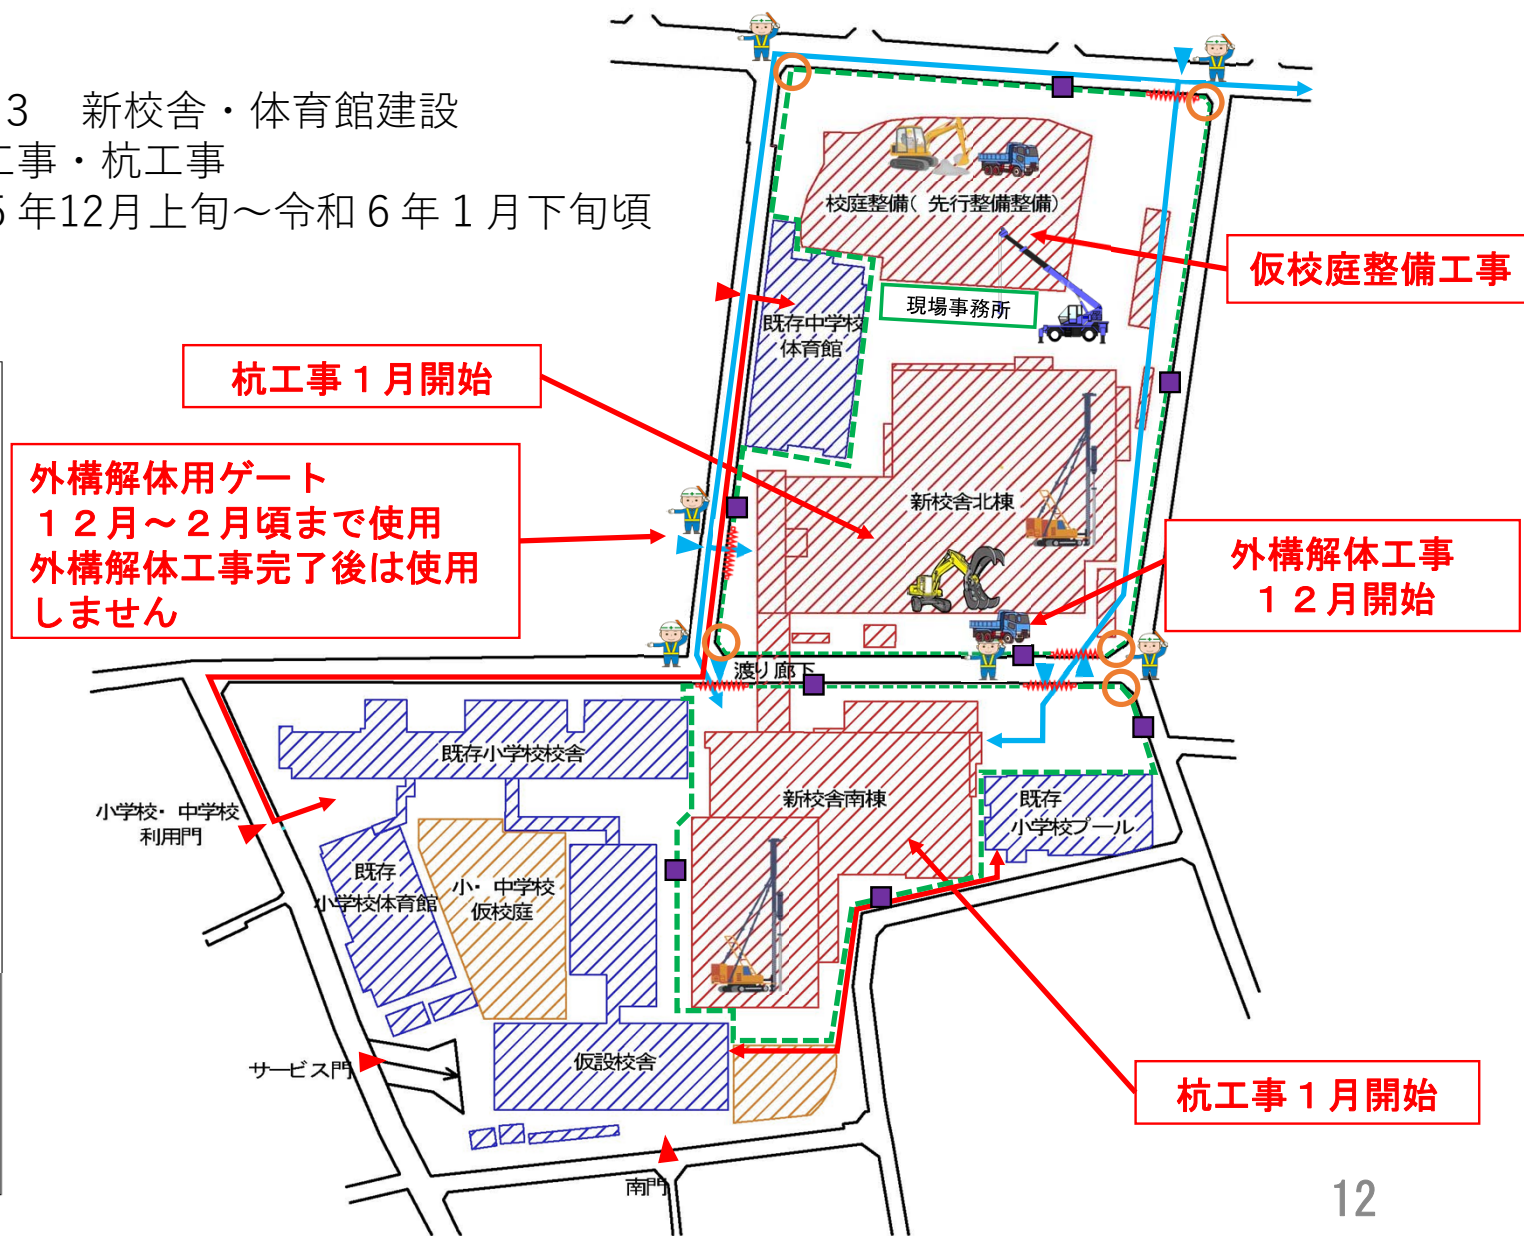 3　新校舎・体育館建設
工事・杭工事
年12月上旬～令和６年１月下旬頃
校庭整備( 先行整備整備)
仮校庭整備工事
現場事務所
既存中学校
体育館
杭工事１月開始
外構解体用ゲート
１２月～２月頃まで使用
外構解体工事完了後は使用
しません
新校舎北棟
外構解体工事
１２月開始
渡り廊下
既存小学校校舎
小学校・中学校
利用門
新校舎南棟
既存
小学校プール
既存
小学校体育館
小・中学校
仮校庭
サービス門
仮設校舎
杭工事１月開始
南門
12